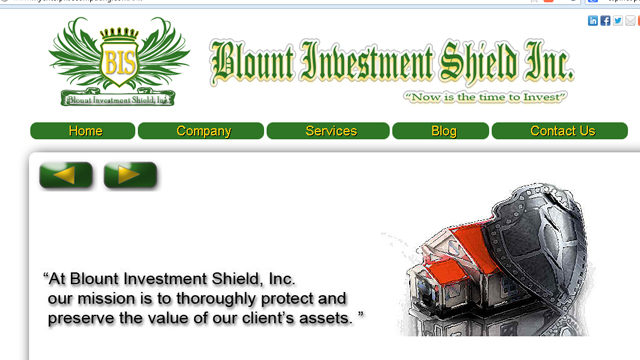 BIS
Blount Investment Shield, Inc.
Blount Investment Shield Inc.
“Now is the time to Invest”
Home Company Services Blog Contact Us
“At Blount Investment Shield, Inc.
our mission is to thoroughly protect and
preserve the value of our client’s assets. ”